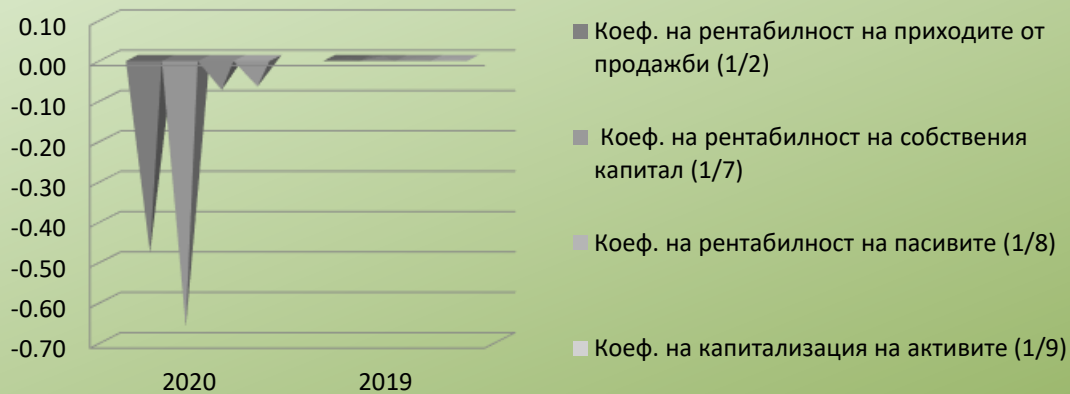 0.10
0.00
-0.10
-0.20
-0.30
-0.40
-0.50
-0.60
-0.70
2020
2019
Коеф. на рентабилност на приходите от
продажби (1/2)
Коеф. на рентабилност на собствения
капитал (1/7)
Коеф. на рентабилност на пасивите (1/8)
Коеф. на капитализация на активите (1/9)